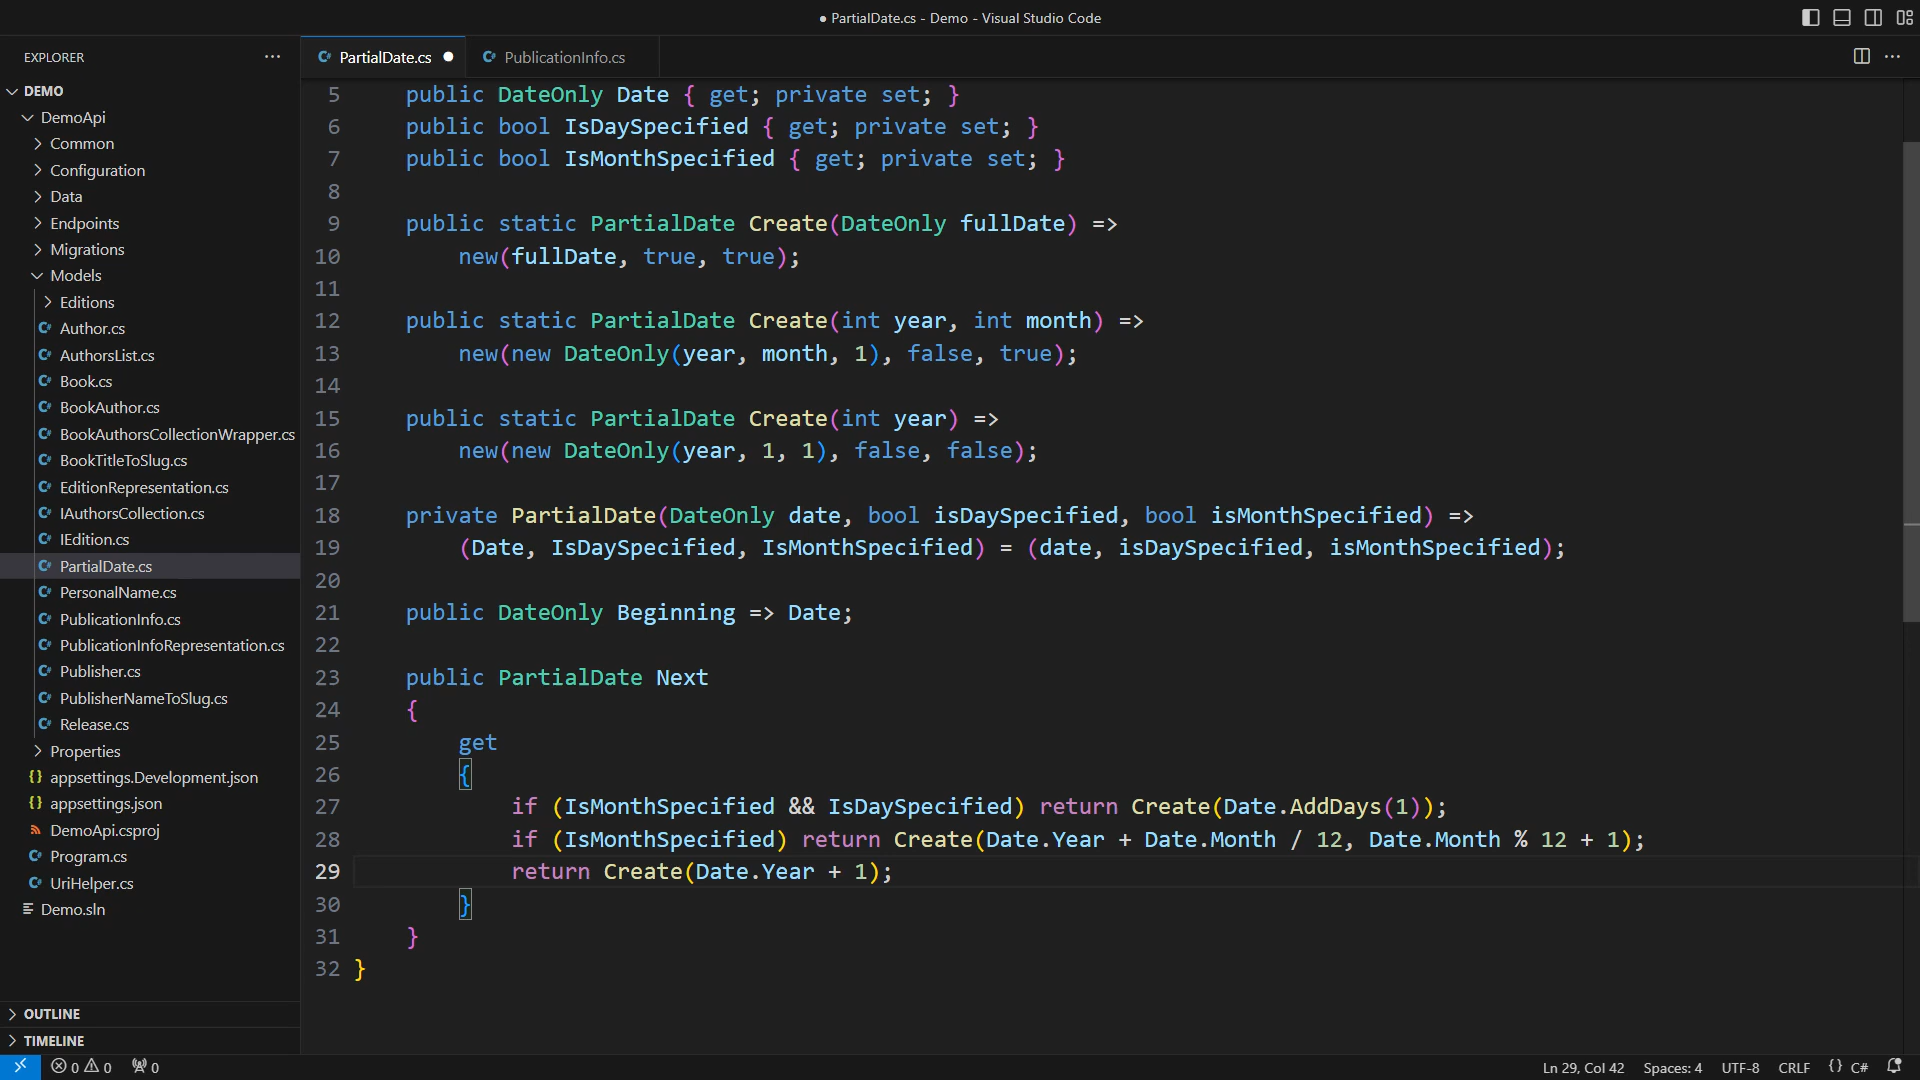 ● PartialDate.cs - Demo - Visual Studio Code
EXPLORER
PartialDate.cs
PublicationInfo.cs
DEMO
DemoApi
Common
Configuration
Data
Endpoints
Migrations
Models
Editions
Author.cs
AuthorsList.cs
Book.cs
BookAuthor.cs
BookAuthorsCollectionWrapper.cs
BookTitleToSlug.cs
EditionRepresentation.cs
IAuthorsCollection.cs
IEdition.cs
PartialDate.cs
PersonalName.cs
PublicationInfo.cs
PublicationInfoRepresentation.cs
Publisher.cs
PublisherNameToSlug.cs
Release.cs
Properties
appsettings.Development.json
appsettings.json
DemoApi.csproj
Program.cs
UriHelper.cs
Demo.sln
OUTLINE
TIMELINE
5 public DateOnly Date { get; private set; }
6 public bool IsDaySpecified { get; private set; }
7 public bool IsMonthSpecified { get; private set; }
8
9 public static PartialDate Create(DateOnly fullDate) =>
10 new(fullDate, true, true);
11
12 public static PartialDate Create(int year, int month) =>
13 new(new DateOnly(year, month, 1), false, true);
14
15 public static PartialDate Create(int year) =>
16 new(new DateOnly(year, 1, 1), false, false);
17
18 private PartialDate(DateOnly date, bool isDaySpecified, bool isMonthSpecified) =>
19 (Date, IsDaySpecified, IsMonthSpecified) = (date, isDaySpecified, isMonthSpecified);
20
21 public DateOnly Beginning => Date;
22
23 public PartialDate Next
24 {
25 get
26 {
27 if (IsMonthSpecified && IsDaySpecified) return Create(Date.AddDays(1));
28 if (IsMonthSpecified) return Create(Date.Year + Date.Month / 12, Date.Month % 12 + 1);
29 return Create(Date.Year + 1);
30 }
31 }
32 }
0 0 0
Ln 29, Col 42 Spaces: 4 UTF-8 CRLF {} C#